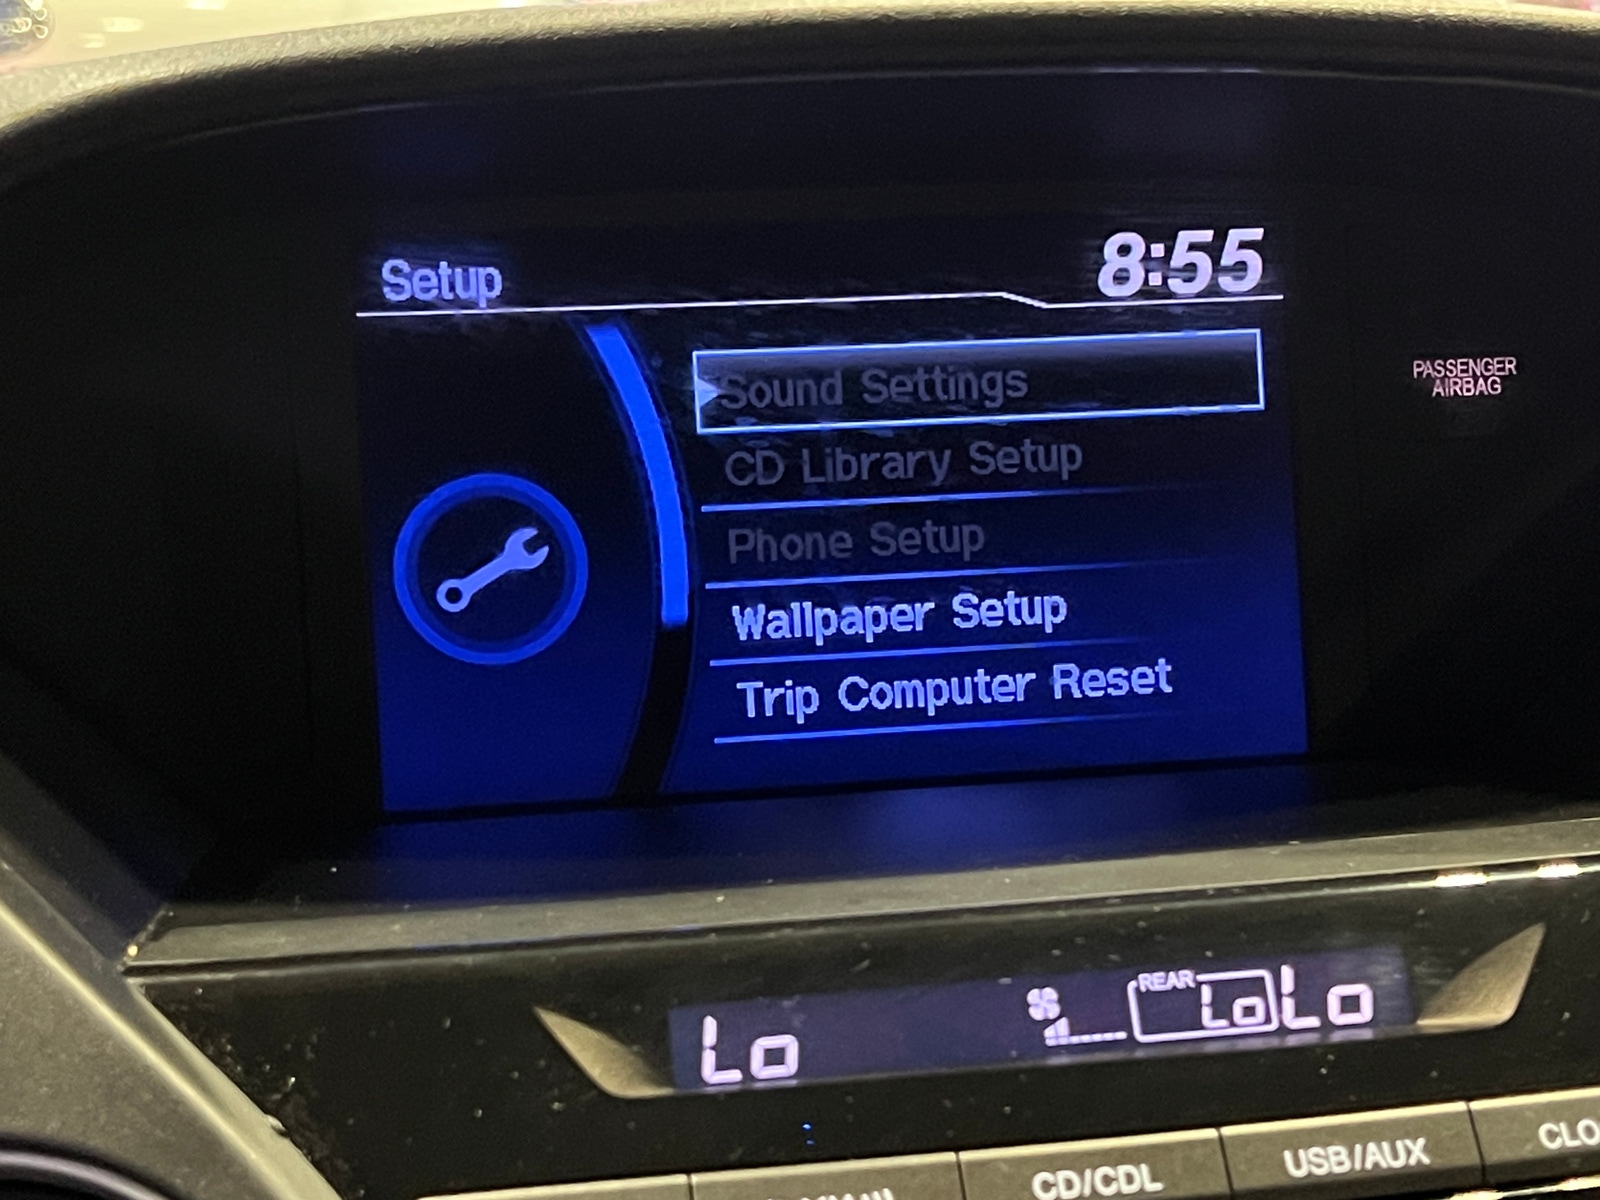 Setup
8:55
Sound Settings
CD Library Setup
Phone Setup
Wallpaper Setup
Trip Computer Reset
PASSENGER
AIRBAG
Lo
REAR
Lo
Lo
CD/CDL
USB/AUX